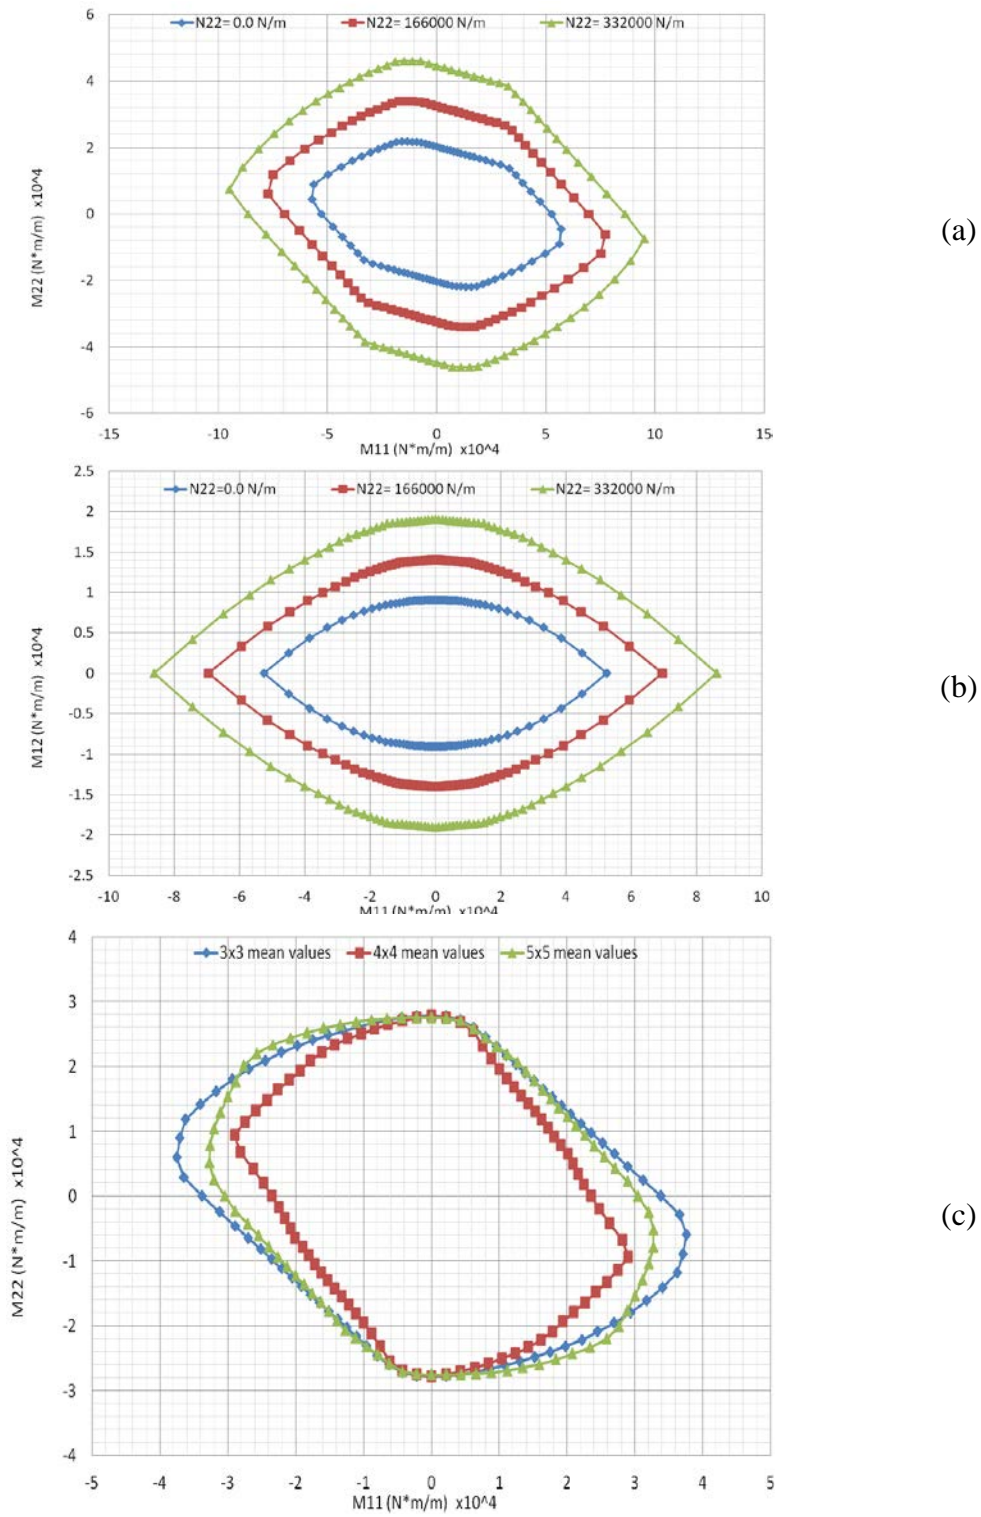 6
N22= 0.0 N/m N22= 166000 N/m N22= 332000 N/m
4
2
0
-2
-4
-6
M22 (N*m/m) x10^4
-15 -10 -5 0 5 10 15
M11 (N*m/m) x10^4
(a)
2.5
N22=0.0 N/m N22= 166000 N/m N22= 332000 N/m
2
1.5
1
0.5
0
-0.5
-1
-1.5
-2
-2.5
M12 (N*m/m) x10^4
-10 -8 -6 -4 -2 0 2 4 6 8 10
M11 (N*m/m) x10^4
(b)
4
3x3 mean values 4x4 mean values 5x5 mean values
3
2
1
0
-1
-2
-3
-4
M22 (N*m/m) x10^4
-5 -4 -3 -2 -1 0 1 2 3 4 5
M11 (N*m/m) x10^4
(c)